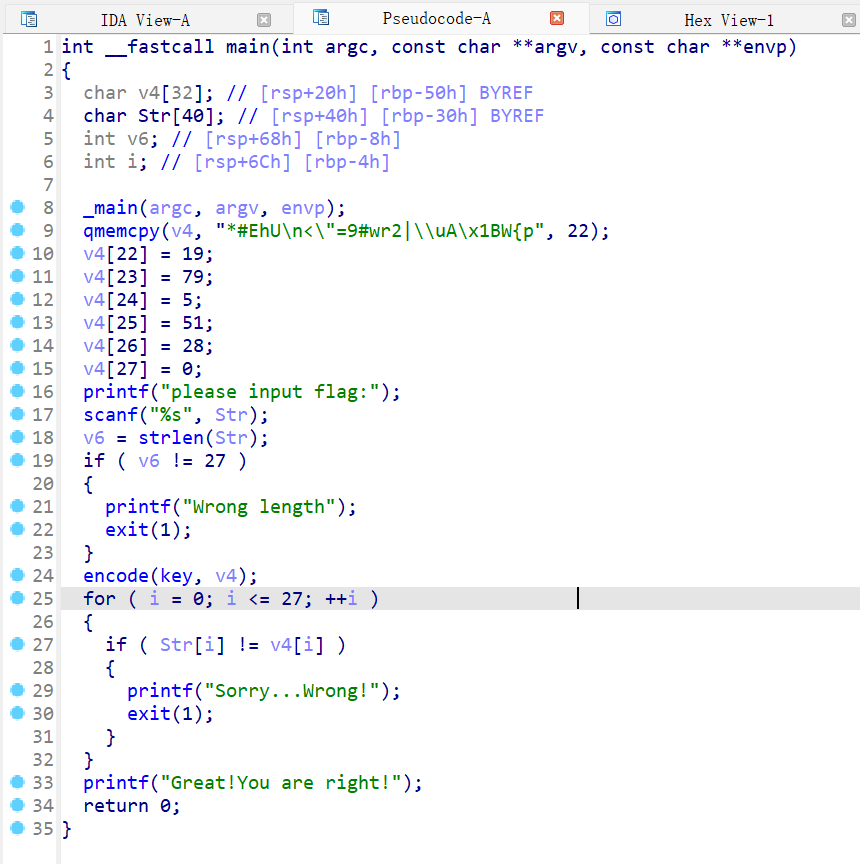 IDA View-A Pseudocode-A Hex View-1
1 int __fastcall main(int argc, const char **argv, const char **envp)
2 {
3 char v4[32]; // [rsp+20h] [rbp-50h] BYREF
4 char Str[40]; // [rsp+40h] [rbp-30h] BYREF
5 int v6; // [rsp+68h] [rbp-8h]
6 int i; // [rsp+6Ch] [rbp-4h]
7
8 _main(argc, argv, envp);
9 qmemcpy(v4, "*#EhU\n<\"=9#wr2|\\uA\x1BW{p", 22);
10 v4[22] = 19;
11 v4[23] = 79;
12 v4[24] = 5;
13 v4[25] = 51;
14 v4[26] = 28;
15 v4[27] = 0;
16 printf("please input flag:");
17 scanf("%s", Str);
18 v6 = strlen(Str);
19 if ( v6 != 27 )
20 {
21 printf("Wrong length");
22 exit(1);
23 }
24 encode(key, v4);
25 for ( i = 0; i <= 27; ++i )
26 {
27 if ( Str[i] != v4[i] )
28 {
29 printf("Sorry...Wrong!");
30 exit(1);
31 }
32 }
33 printf("Great!You are right!");
34 return 0;
35 }